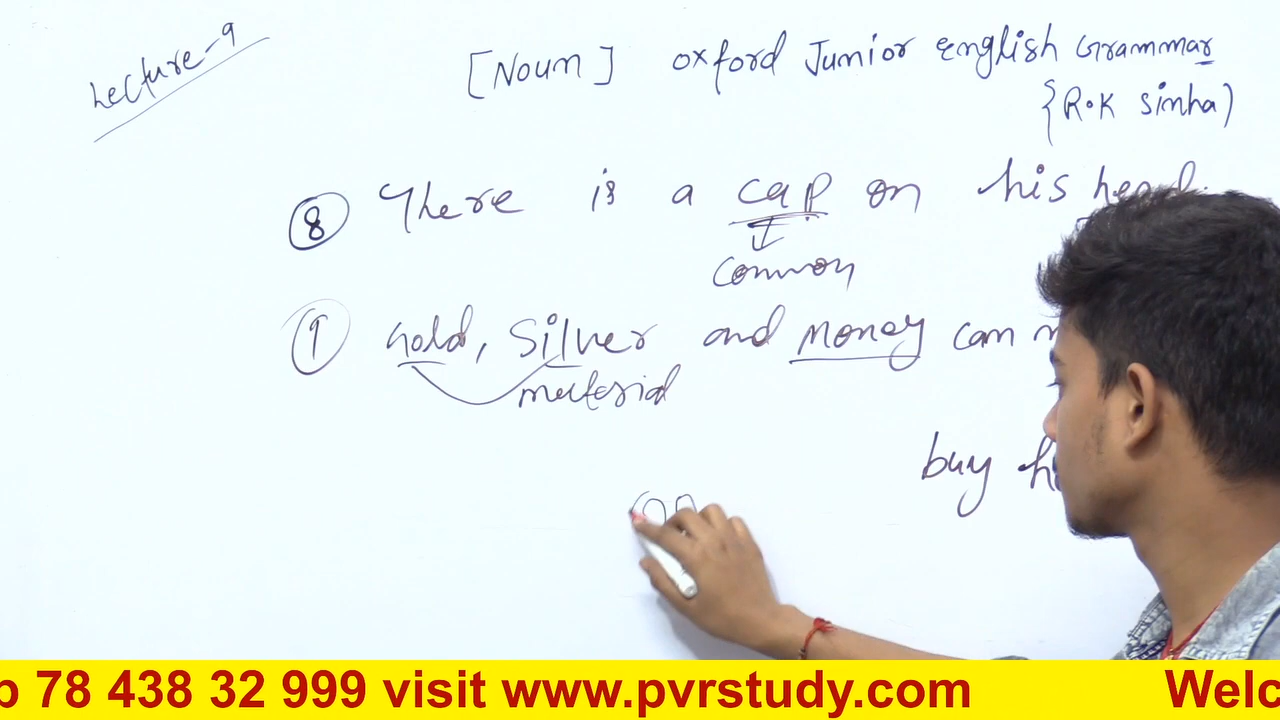 Lecture-9
[Noun] oxford Junior English Grammar
{R.K Sinha)
8 There is a cap on his head.
common
9 Gold, Silver and money can
material
buy
p 78 438 32 999 visit www.pvrstudy.com Welc